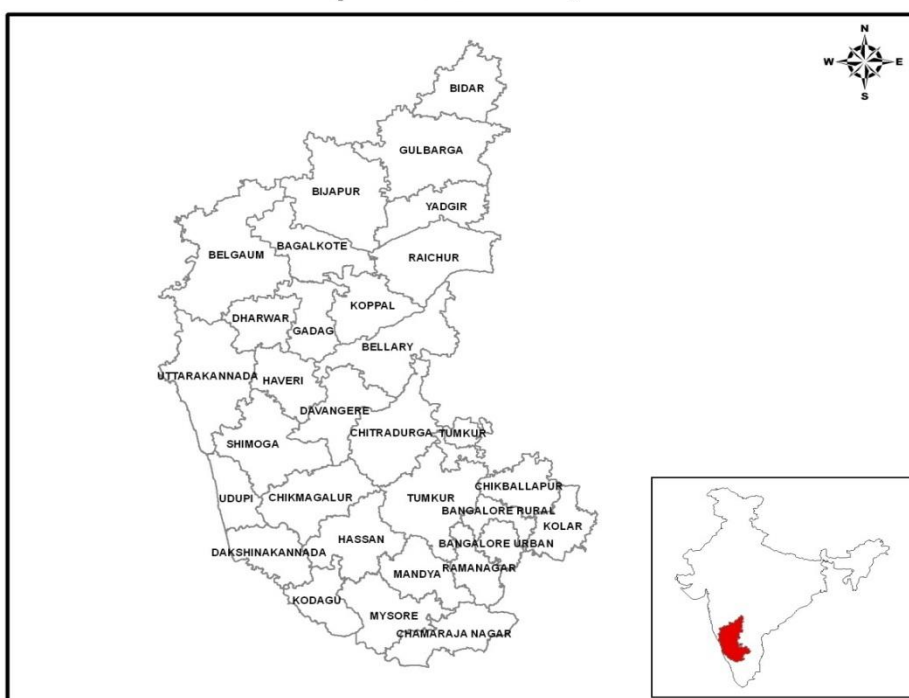 N
W E
S
BIDAR
GULBARGA
BIJAPUR
YADGIR
BAGALKOTE
BELGAUM
RAICHUR
KOPPAL
DHARWAR
GADAG
BELLARY
UTTARAKANNADA
HAVERI
DAVANGERE
CHITRADURGA
TUMKUR
SHIMOGA
CHIKBALLAPUR
UDUPI
CHIKMAGALUR
TUMKUR
BANGALORE RURAL
KOLAR
HASSAN
BANGALORE URBAN
DAKSHINAKANNADA
RAMANAGAR
MANDYA
KODAGU
MYSORE
CHAMARAJA NAGAR